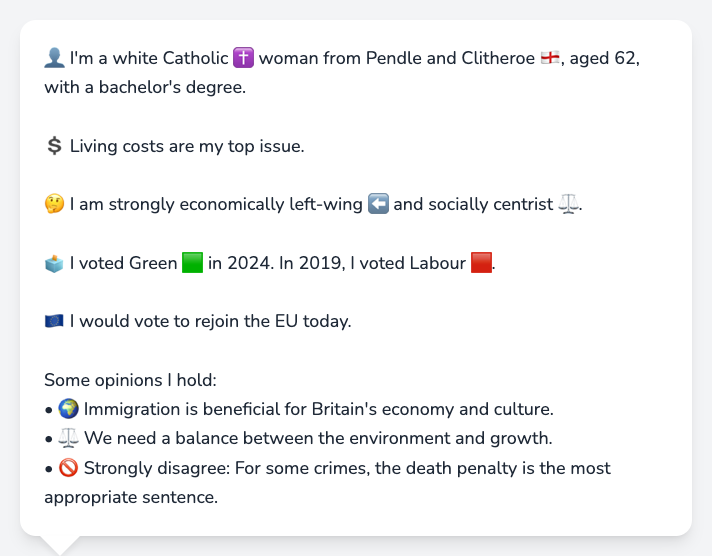 👤 I'm a white Catholic ✝️ woman from Pendle and Clitheroe 🏴󠁧󠁢󠁥󠁮󠁧󠁿, aged 62,
with a bachelor's degree.
💲 Living costs are my top issue.
🤔 I am strongly economically left-wing ⬅️ and socially centrist ⚖️.
🗳️ I voted Green 🟩 in 2024. In 2019, I voted Labour 🟥.
🇪🇺 I would vote to rejoin the EU today.
Some opinions I hold:
• 🌍 Immigration is beneficial for Britain's economy and culture.
• ⚖️ We need a balance between the environment and growth.
• 🚫 Strongly disagree: For some crimes, the death penalty is the most
appropriate sentence.